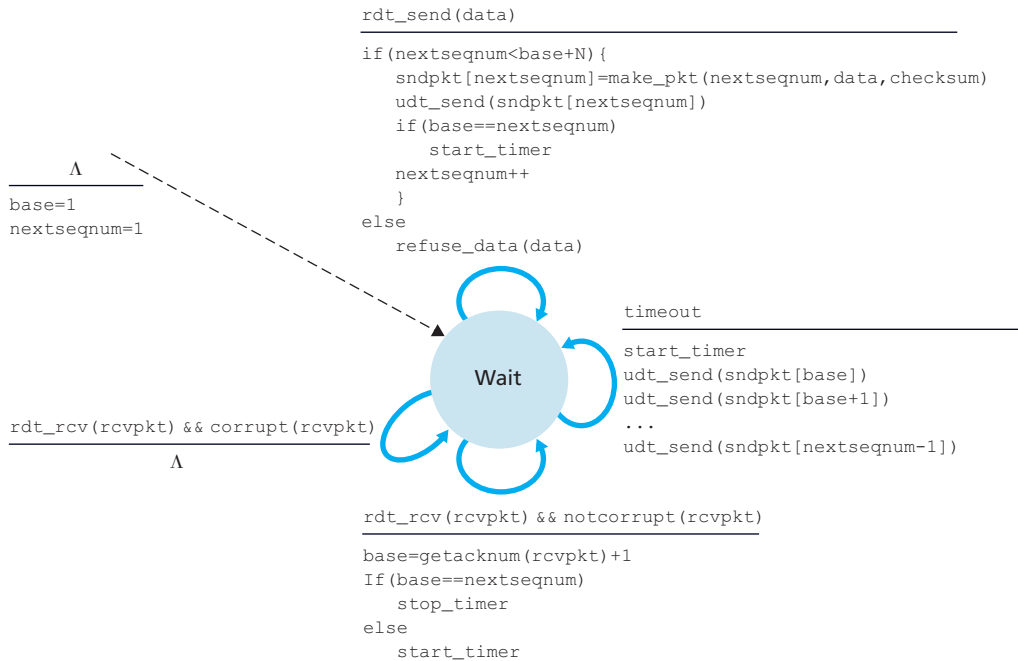 rdt_send(data)
if(nextseqnum<base+N){
sndpkt[nextseqnum]=make_pkt(nextseqnum,data,checksum)
udt_send(sndpkt[nextseqnum])
if(base==nextseqnum)
start_timer
nextseqnum++
}
else
refuse_data(data)
Λ
base=1
nextseqnum=1
Wait
timeout
start_timer
udt_send(sndpkt[base])
udt_send(sndpkt[base+1])
...
udt_send(sndpkt[nextseqnum-1])
rdt_rcv(rcvpkt) && corrupt(rcvpkt)
Λ
rdt_rcv(rcvpkt) && notcorrupt(rcvpkt)
base=getacknum(rcvpkt)+1
If(base==nextseqnum)
stop_timer
else
start_timer